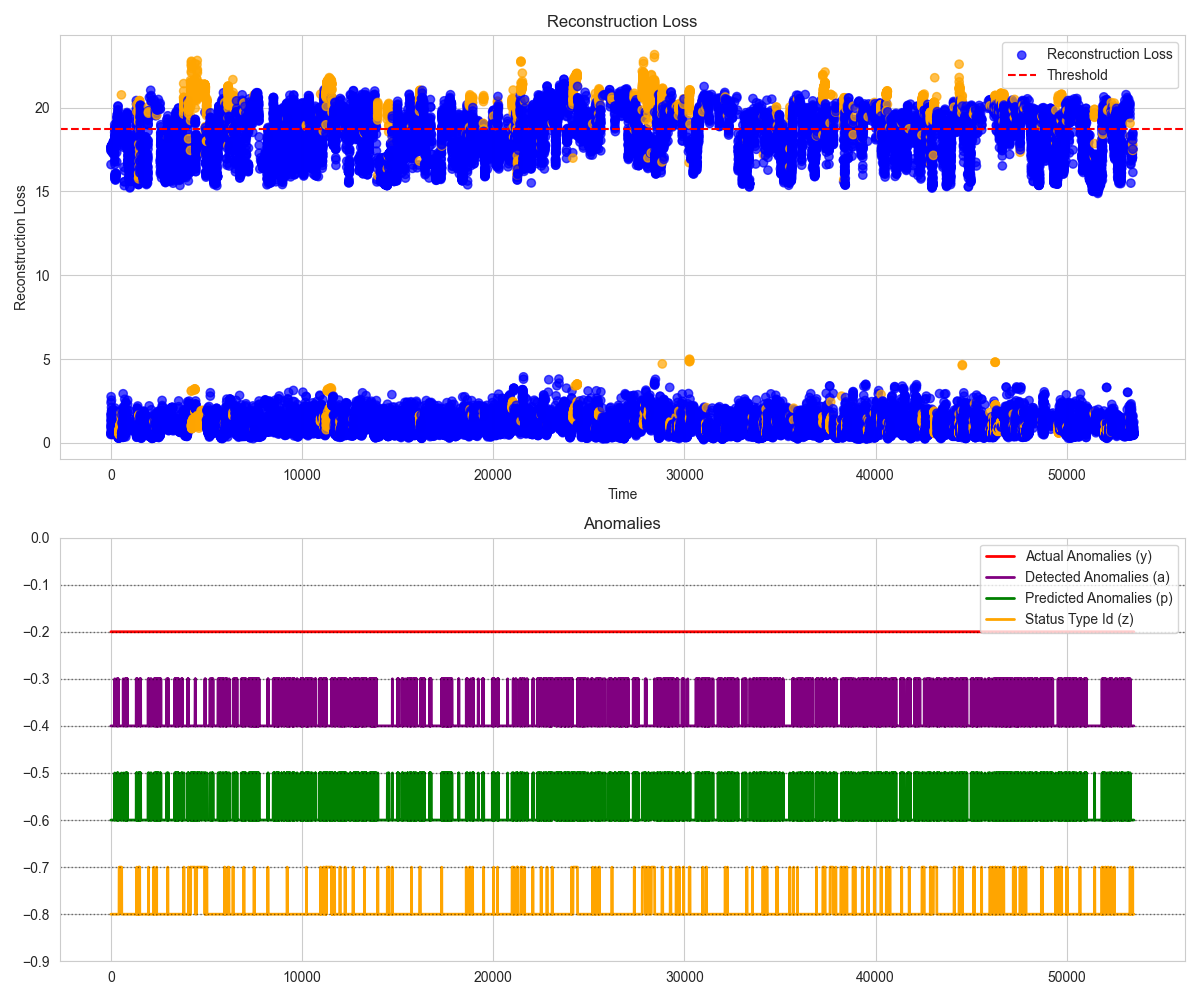 Reconstruction Loss
Reconstruction Loss
Threshold
Reconstruction Loss
20
15
10
5
0
0 10000 20000 30000 40000 50000
Time
Anomalies
Actual Anomalies (y)
Detected Anomalies (a)
Predicted Anomalies (p)
Status Type Id (z)
0.0
−0.1
−0.2
−0.3
−0.4
−0.5
−0.6
−0.7
−0.8
−0.9
0 10000 20000 30000 40000 50000